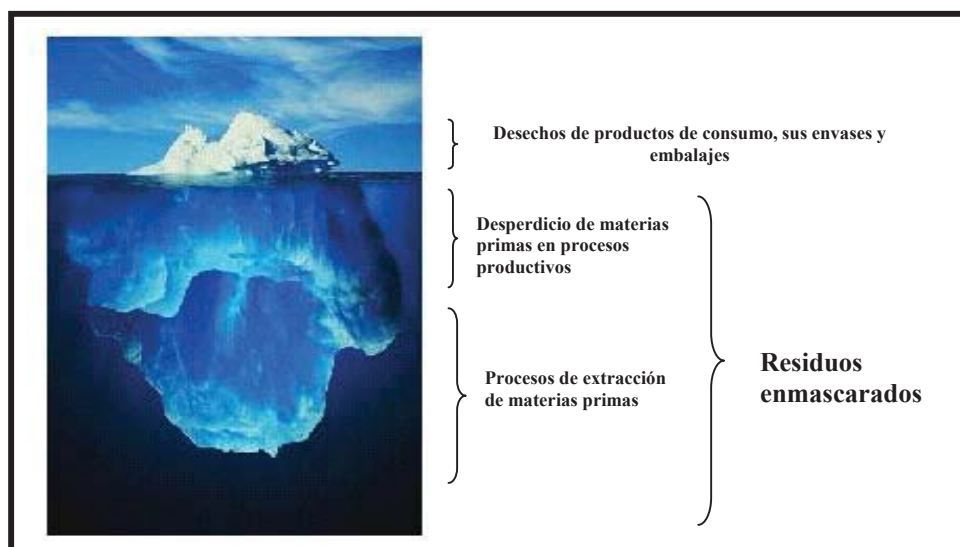 Desechos de productos de consumo, sus envases y
embalajes
Desperdicio de materias
primas en procesos
productivos
Procesos de extracción
de materias primas
Residuos
enmascarados